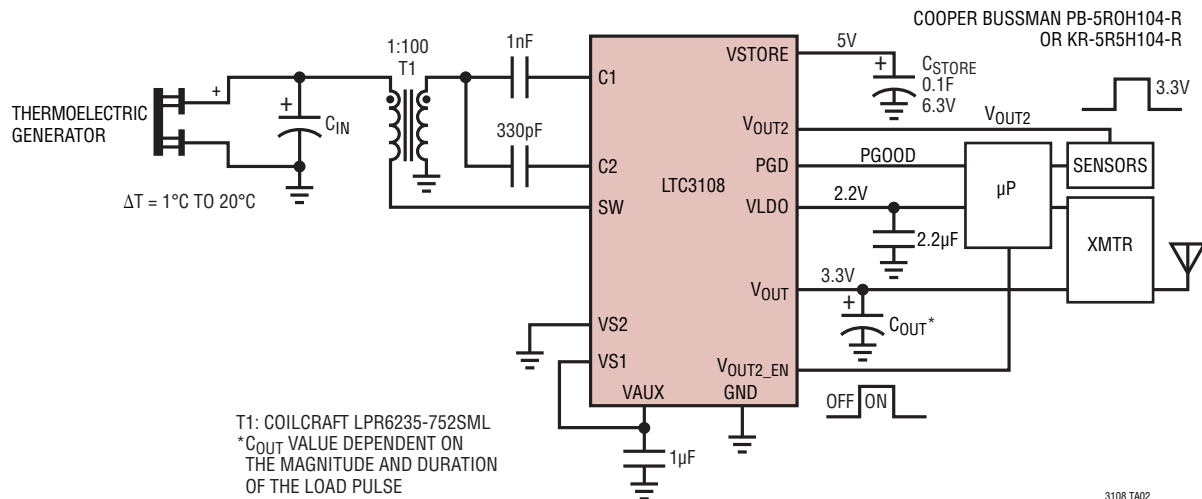 COOPER BUSSMAN PB-5ROH104-R
OR KR-5R5H104-R
1:100
T1
1nF
VSTORE
5V
+
CSTORE
0.1F
6.3V
3.3V
C1
THERMOELECTRIC
GENERATOR
+
+
CIN
330pF
VOUT2
VOUT2
C2
PGD
PGOOD
SENSORS
ΔT = 1°C TO 20°C
LTC3108
µP
SW
VLDO
2.2V
2.2µF
XMTR
VOUT
3.3V
+
COUT*
VS2
VS1
VOUT2_EN
VAUX
GND
OFF
ON
T1: COILCRAFT LPR6235-752SML
*COUT VALUE DEPENDENT ON
THE MAGNITUDE AND DURATION
OF THE LOAD PULSE
1µF
3108 TA02